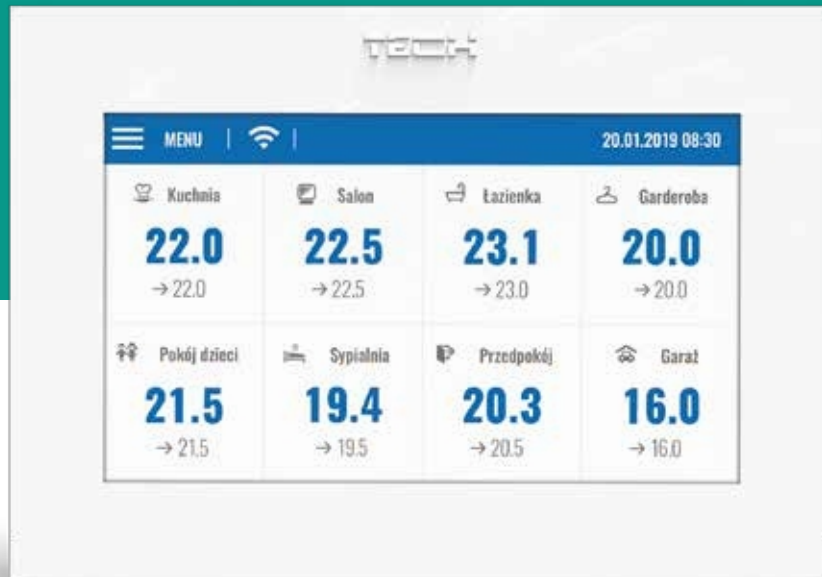 TECH
MENU | | 20.01.2019 08:30
Kuchnia Salon Łazienka Garderoba
22.0 22.5 23.1 20.0
→ 22.0 → 22.5 → 23.0 → 20.0
Pokój dzieci Sypialnia Przedpokój Garaż
21.5 19.4 20.3 16.0
→ 21.5 → 19.5 → 20.5 → 16.0